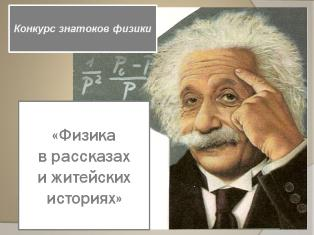 Конкурс знатоков физики
«Физика
в рассказах
и житейских
историях»